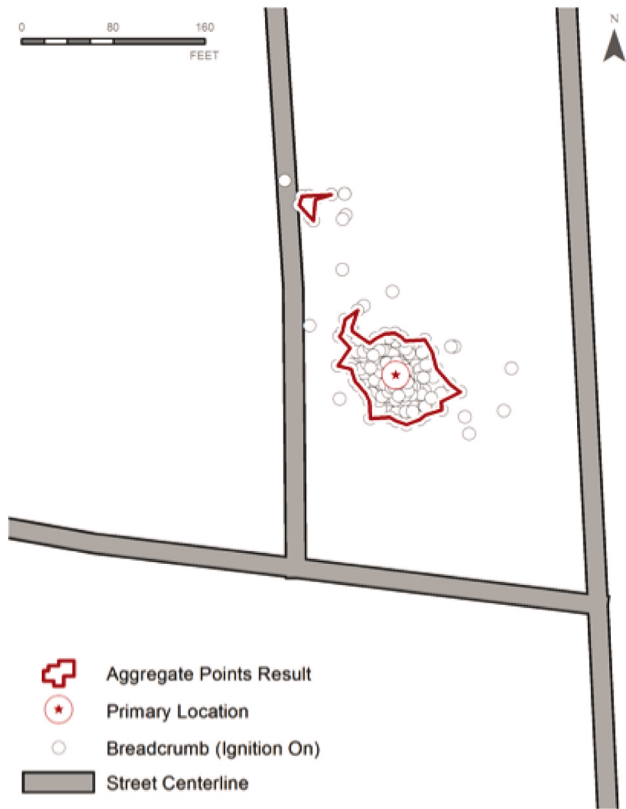 0 80 160
FEET
N
Aggregate Points Result
Primary Location
Breadcrumb (Ignition On)
Street Centerline